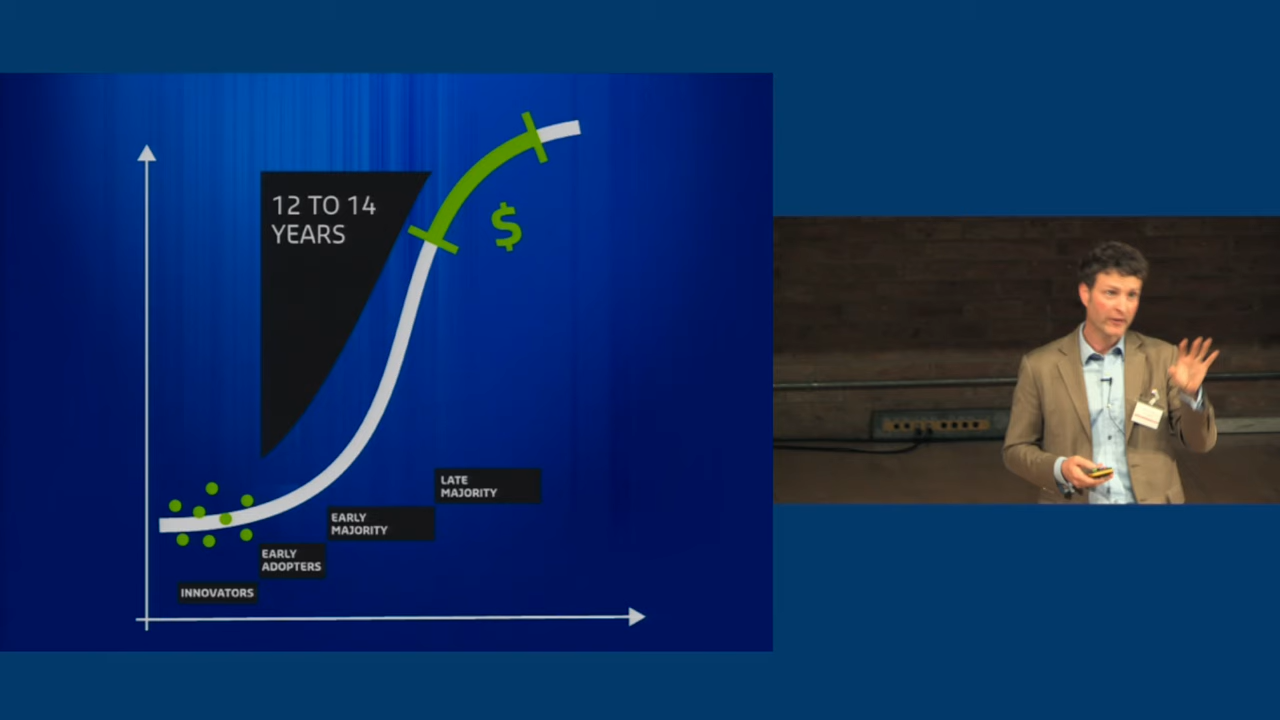 12 TO 14
YEARS
$
LATE
MAJORITY
EARLY
MAJORITY
EARLY
ADOPTERS
INNOVATORS